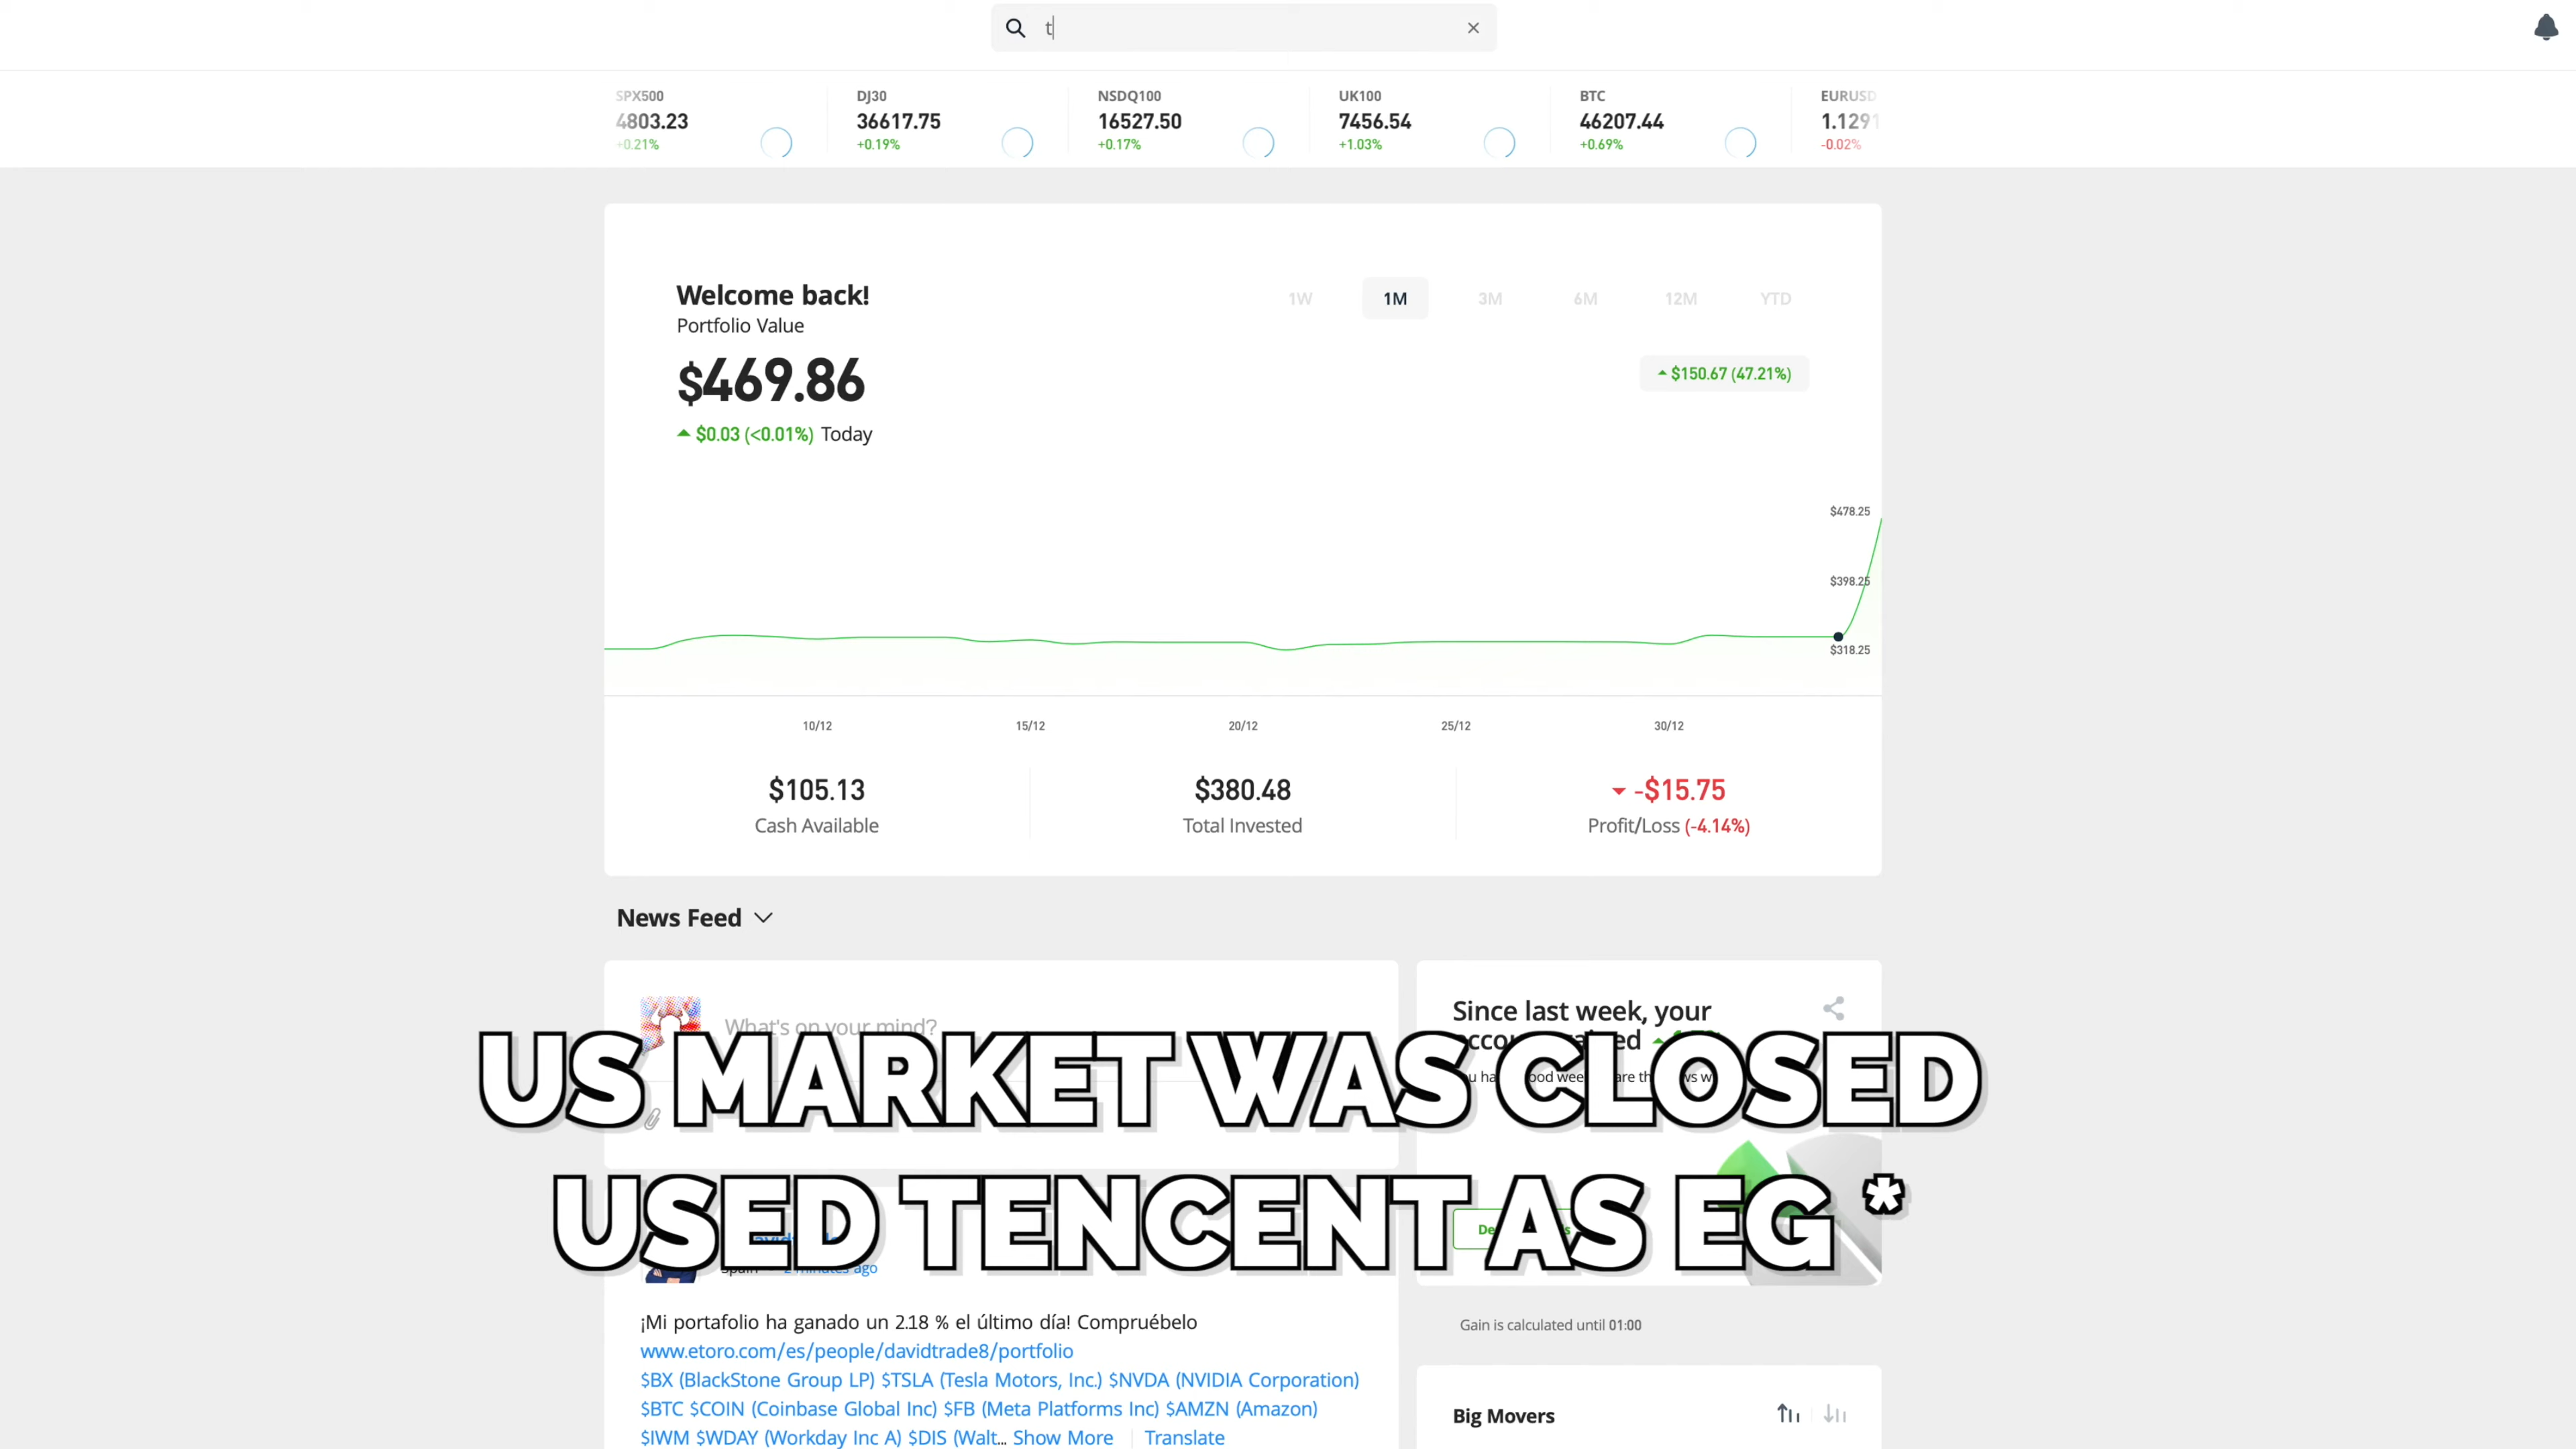 t
SPX500
4803.23
+0.21%
DJ30
36617.75
+0.19%
NSDQ100
16527.50
+0.17%
UK100
7456.54
+1.03%
BTC
46207.44
+0.69%
EURUSD
1.1291
-0.02%
Welcome back!
Portfolio Value
$469.86
$0.03 (<0.01%) Today
1W 1M 3M 6M 12M YTD
$150.67 (47.21%)
$478.25
$398.25
$318.25
10/12 15/12 20/12 25/12 30/12
$105.13
Cash Available
$380.48
Total Invested
-$15.75
Profit/Loss (-4.14%)
News Feed
What's on your mind?
Since last week, your
US MARKET WAS CLOSED
USED TENCENT AS EG *
2 minutes ago
¡Mi portafolio ha ganado un 2.18 % el último día! Compruébelo
www.etoro.com/es/people/davidtrade8/portfolio
$BX (BlackStone Group LP) $TSLA (Tesla Motors, Inc.) $NVDA (NVIDIA Corporation)
$BTC $COIN (Coinbase Global Inc) $FB (Meta Platforms Inc) $AMZN (Amazon)
$IWM $WDAY (Workday Inc A) $DIS (Walt... Show More Translate
Gain is calculated until 01:00
Big Movers